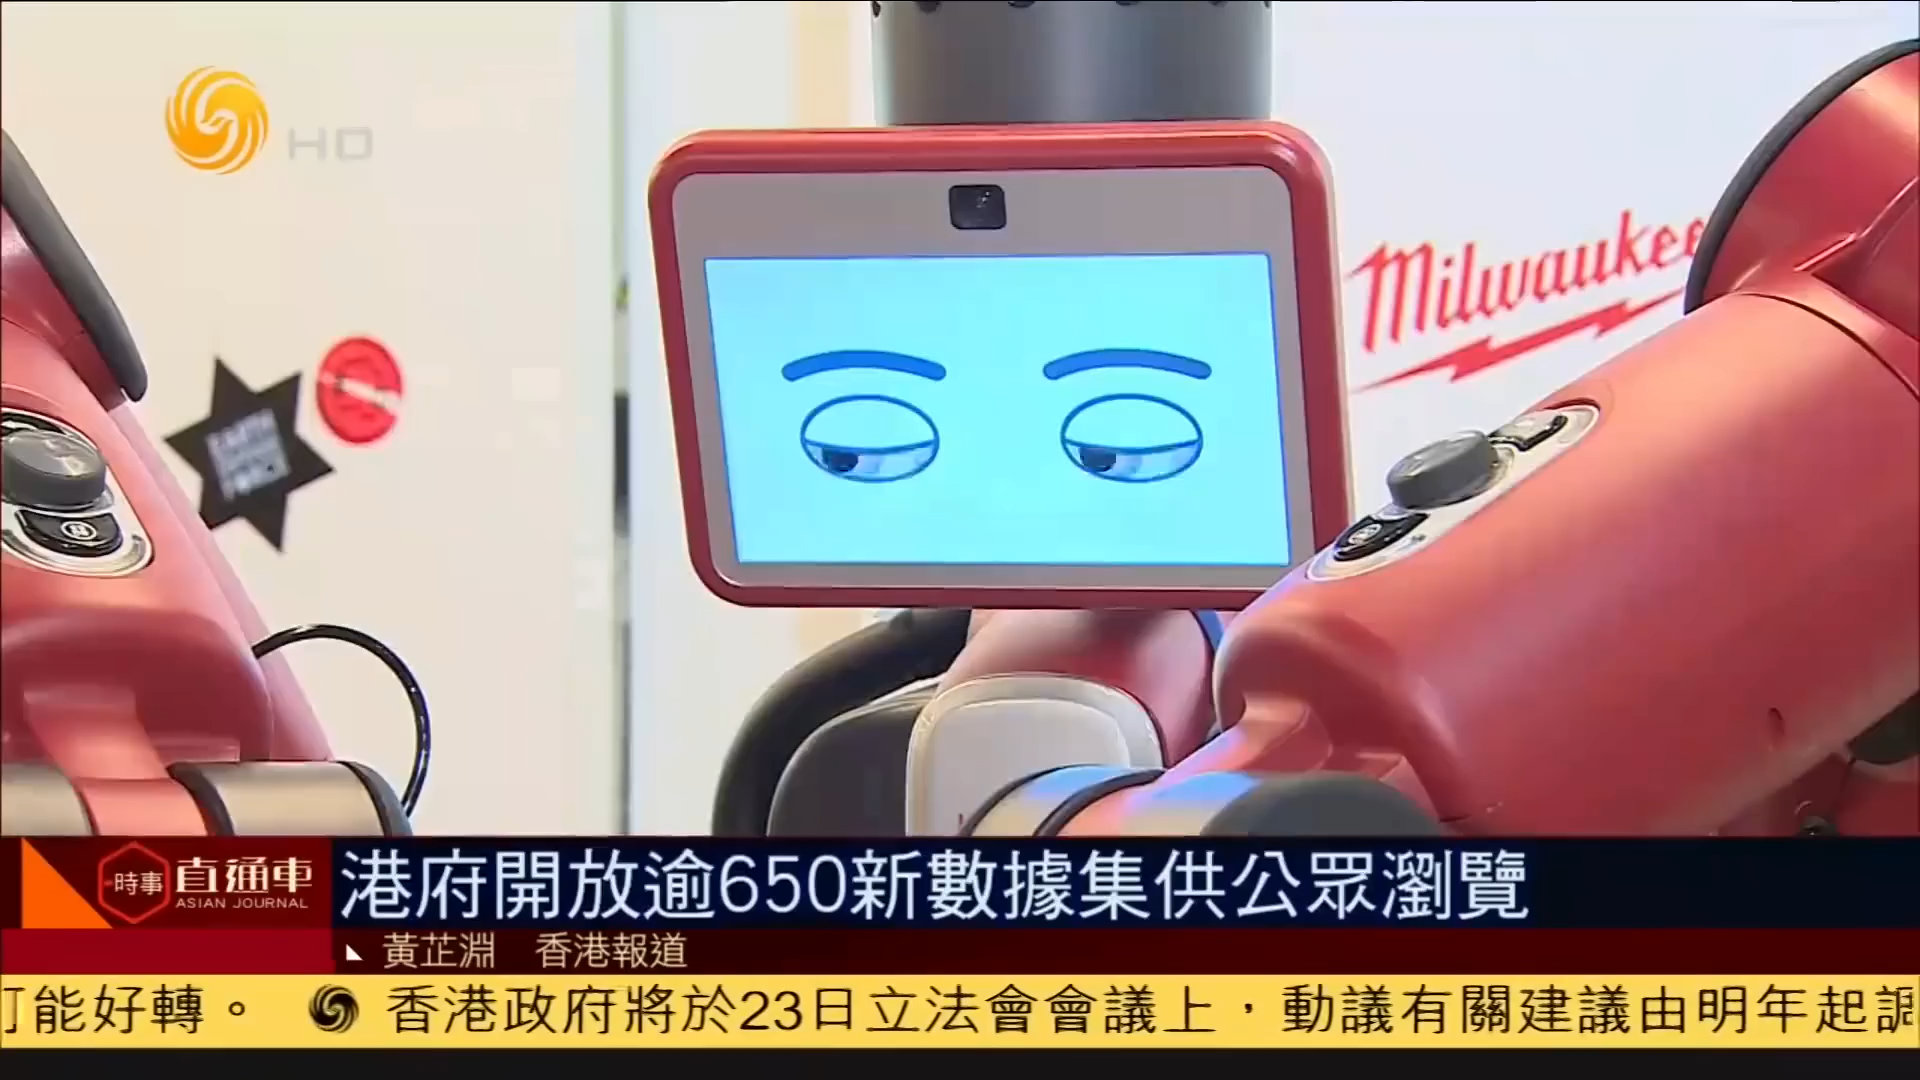 HD
Milwaukee
時事
直通車
ASIAN JOURNAL
港府開放逾650新數據集供公眾瀏覽
黃芷淵 香港報道
能好轉。 香港政府將於23日立法會會議上,動議有關建議由明年起